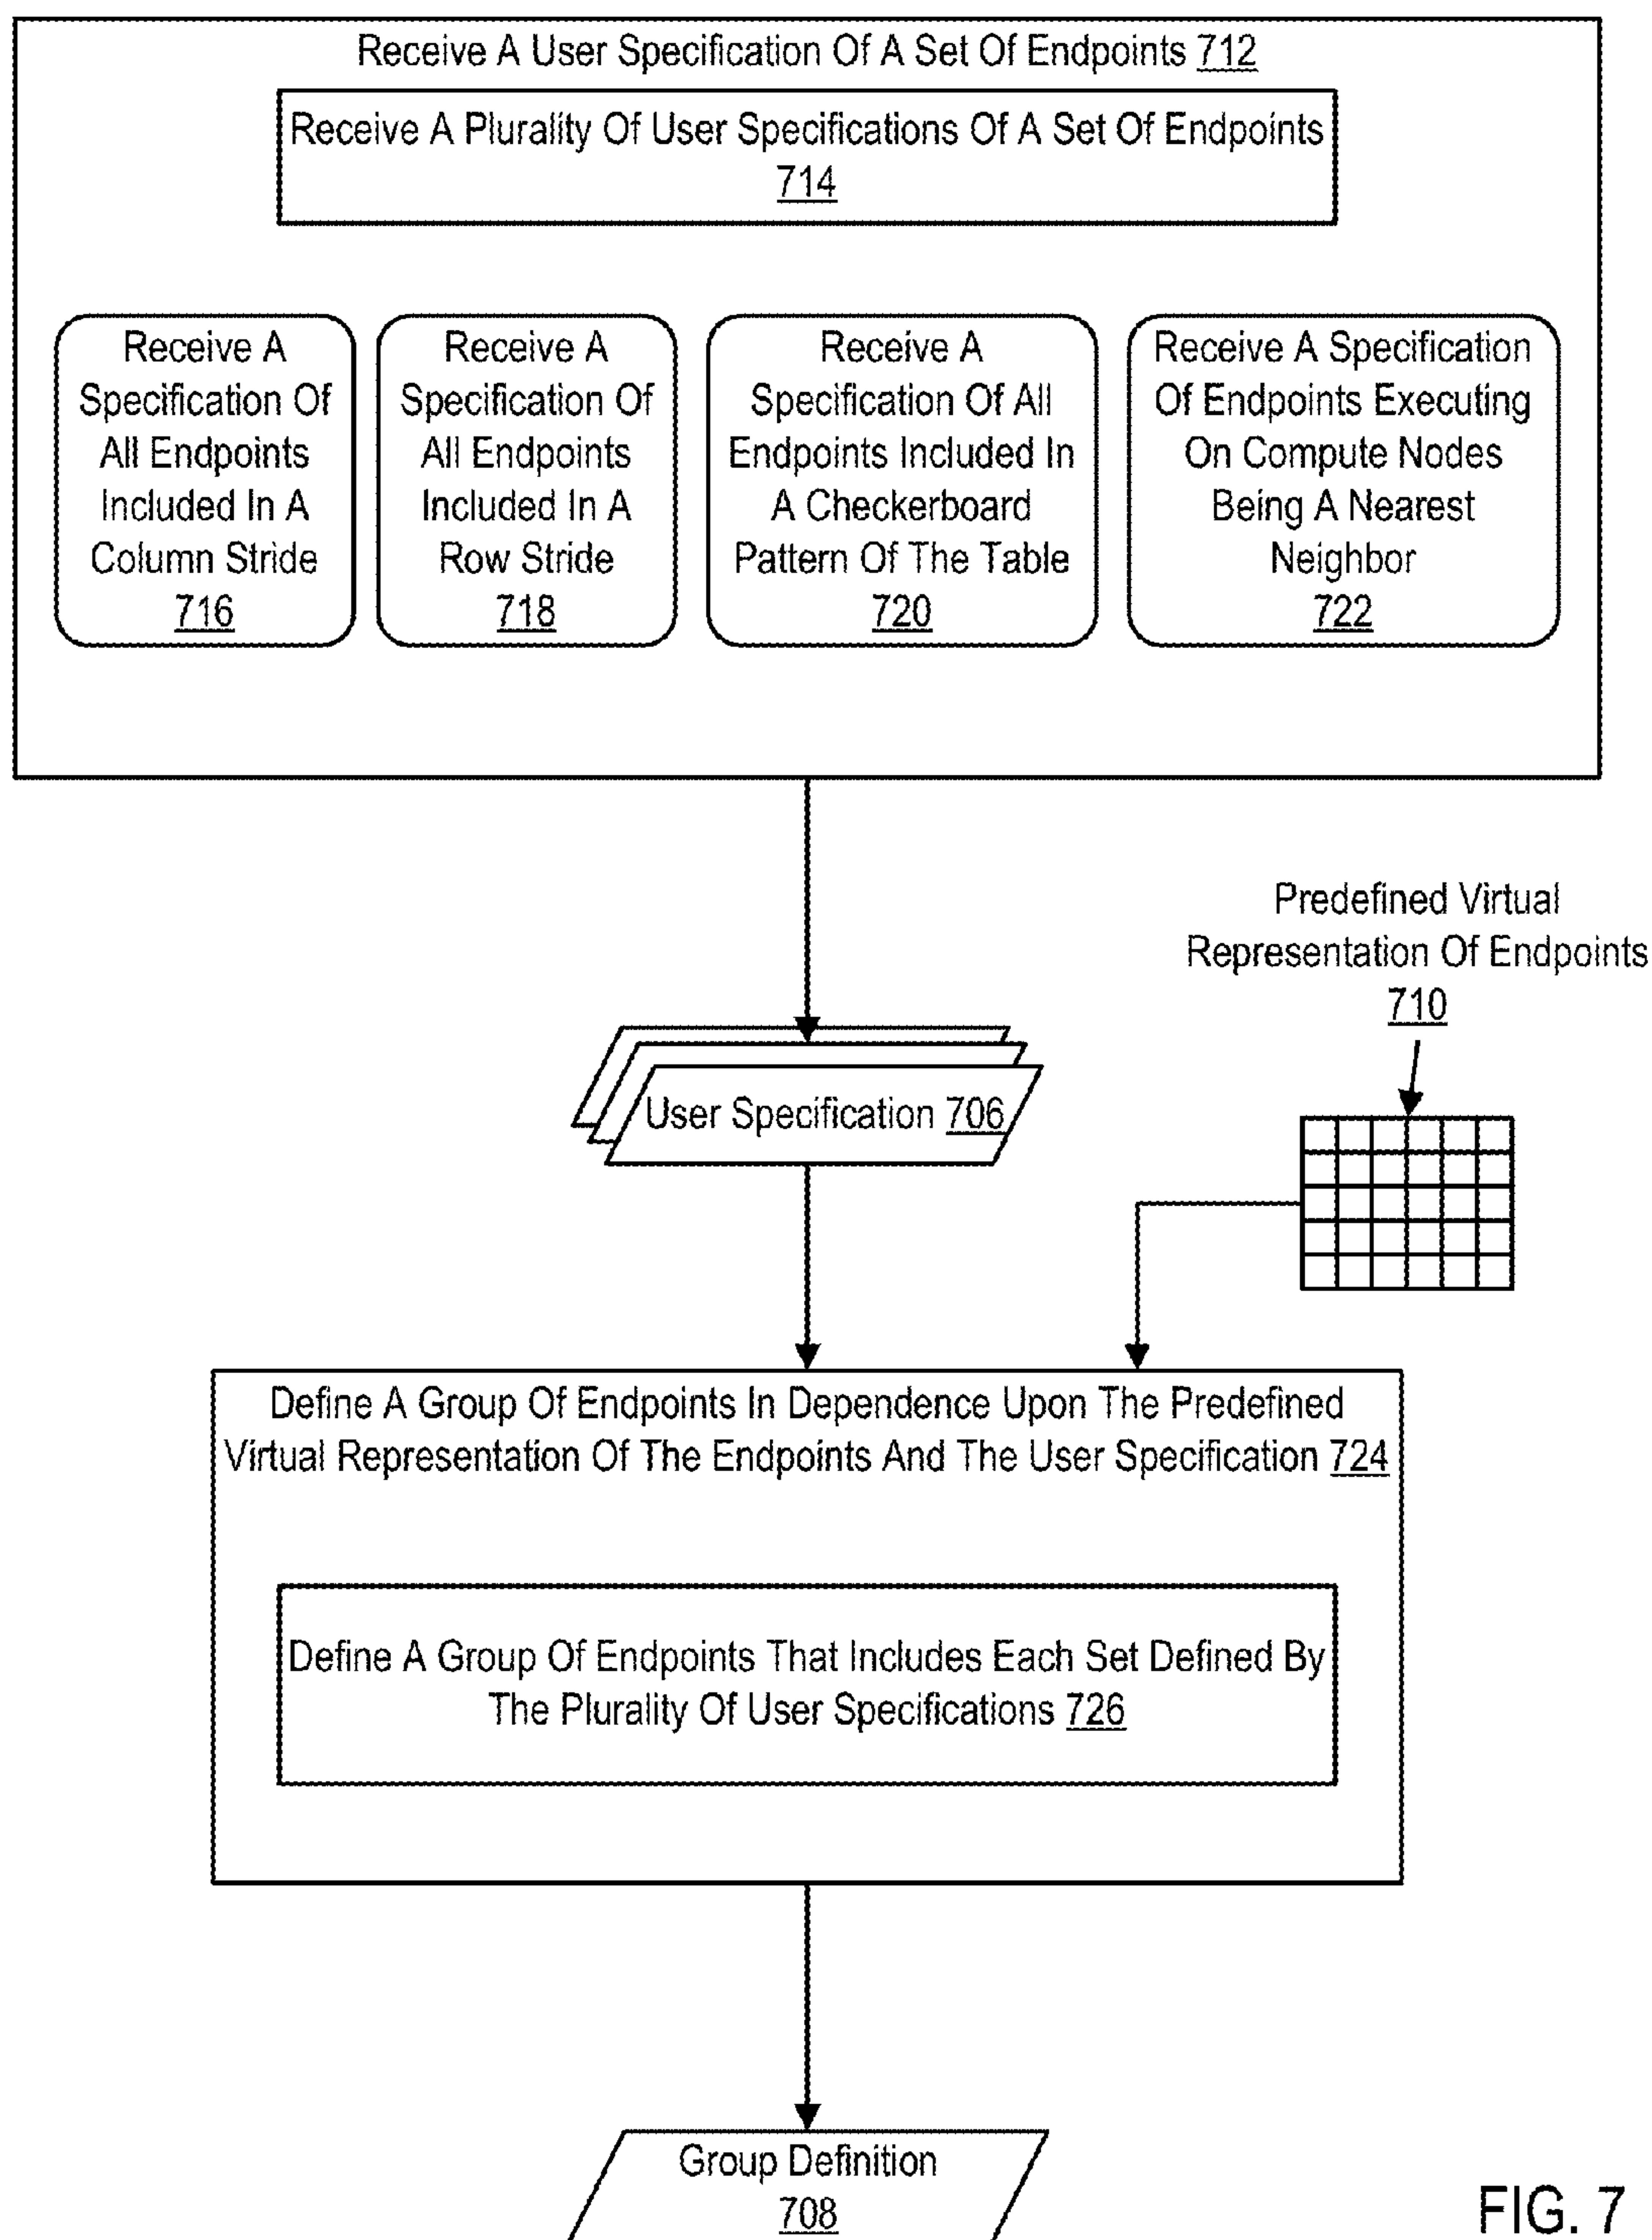 Receive A User Specification Of A Set Of Endpoints 712
Receive A Plurality Of User Specifications Of A Set Of Endpoints
714
Receive A
Specification Of
All Endpoints
Included In A
Column Stride
716
Receive A
Specification Of
All Endpoints
Included In A
Row Stride
718
Receive A
Specification Of All
Endpoints Included In
A Checkerboard
Pattern Of The Table
720
Receive A Specification
Of Endpoints Executing
On Compute Nodes
Being A Nearest
Neighbor
722
Predefined Virtual
Representation Of Endpoints
710
User Specification 706
Define A Group Of Endpoints In Dependence Upon The Predefined
Virtual Representation Of The Endpoints And The User Specification 724
Define A Group Of Endpoints That Includes Each Set Defined By
The Plurality Of User Specifications 726
Group Definition
708
FIG. 7